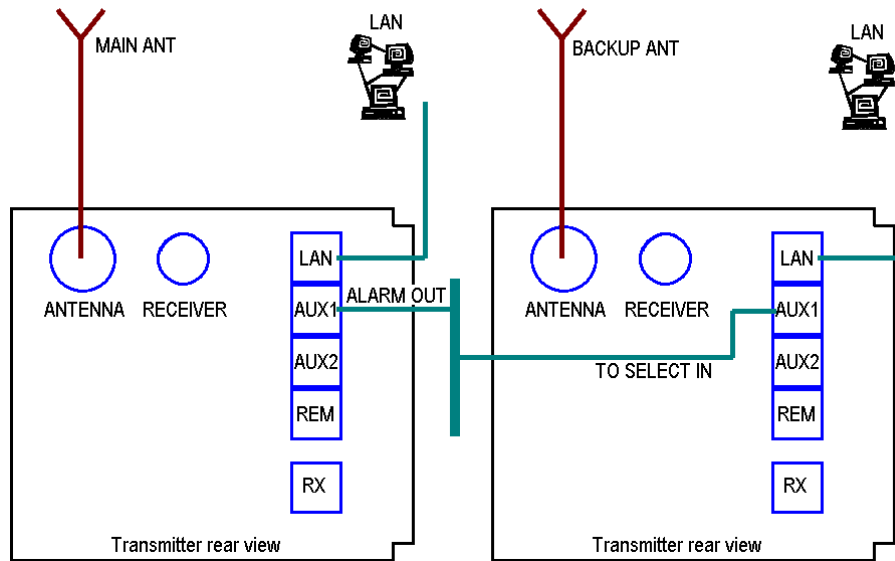 LAN
MAIN ANT
LAN
BACKUP ANT
LAN
ANTENNA
RECEIVER
AUX1
ALARM OUT
AUX2
REM
RX
Transmitter rear view
LAN
ANTENNA
RECEIVER
AUX1
TO SELECT IN
AUX2
REM
RX
Transmitter rear view